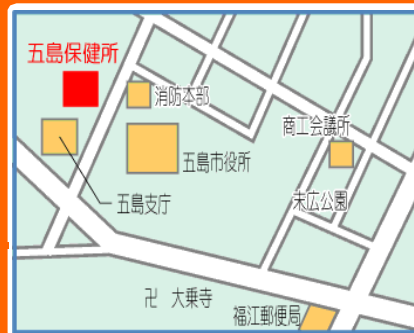 五島保健所
消防本部
商工会議所
五島市役所
五島支庁
末広公園
卍 大乗寺
福江郵便局